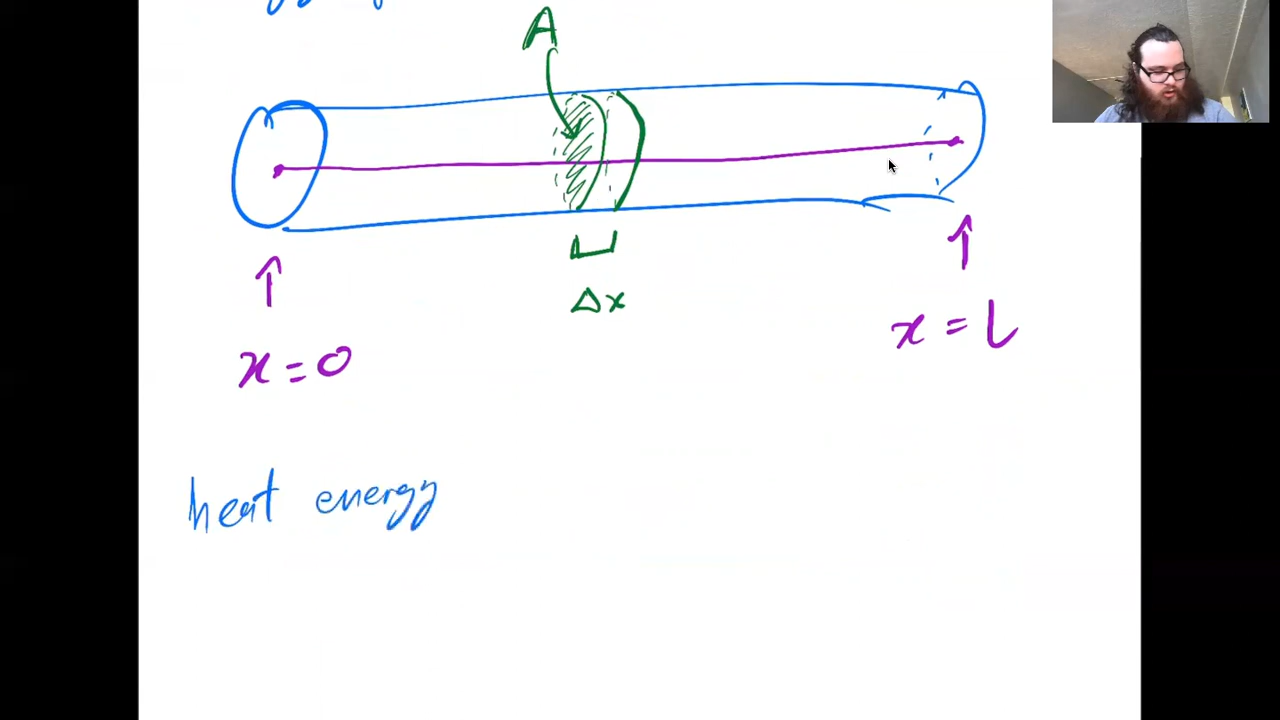 A
Δx
x = 0
x = L
heat energy